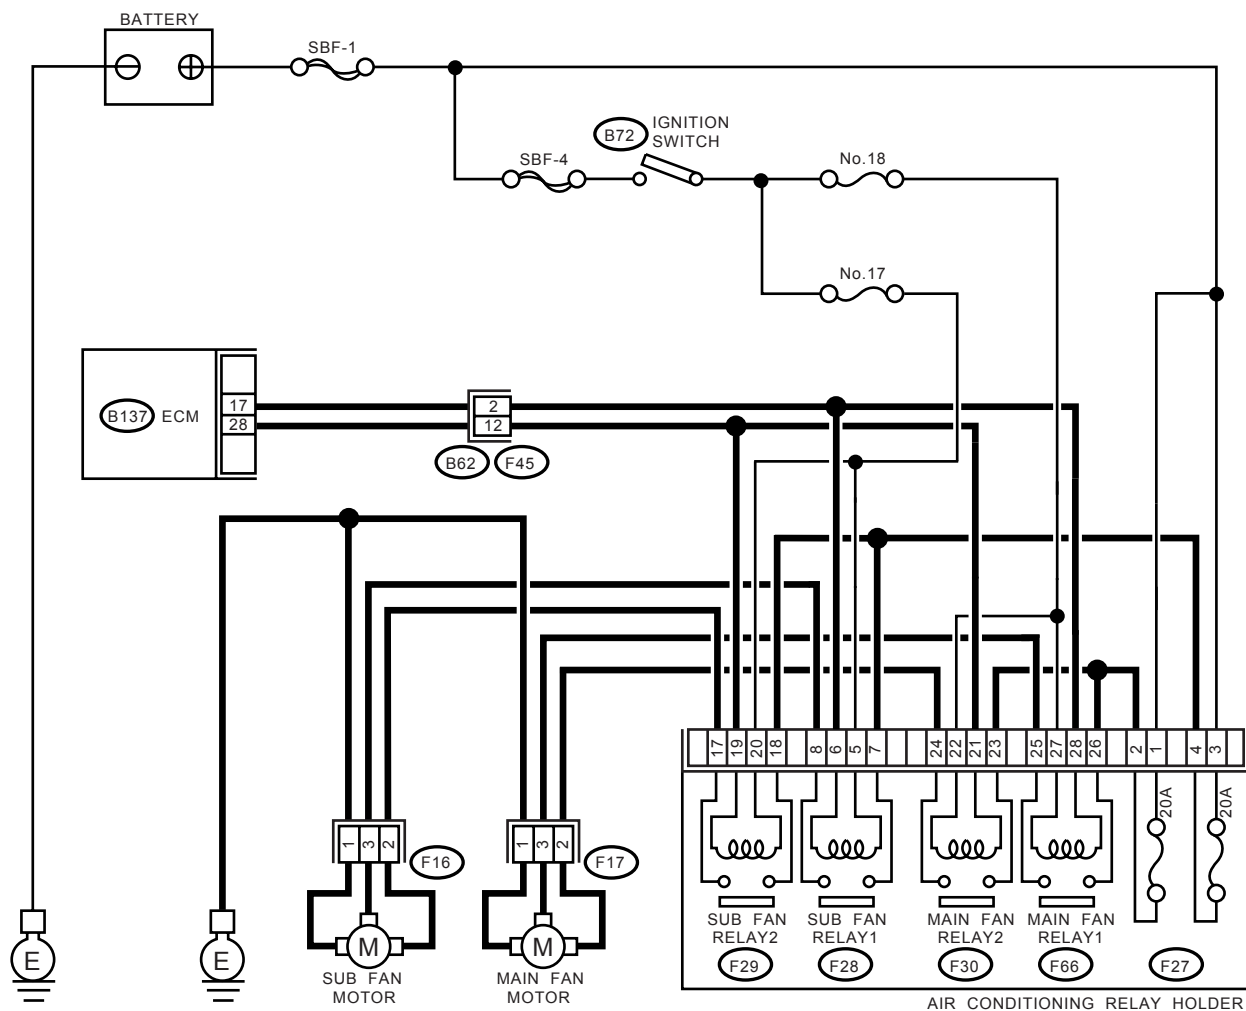 BATTERY
SBF-1
B72
IGNITION
SWITCH
SBF-4
No.18
No.17
B137 ECM
17
28
2
12
B62 F45
17 19 20 18 8 6 5 7 24 22 21 23 25 27 28 26 2 1 4 3
20A 20A
1 3 2
F16
1 3 2
F17
M
M
E
E
SUB FAN
MOTOR
MAIN FAN
MOTOR
SUB FAN
RELAY2
F29
SUB FAN
RELAY1
F28
MAIN FAN
RELAY2
F30
MAIN FAN
RELAY1
F66
F27
AIR CONDITIONING RELAY HOLDER